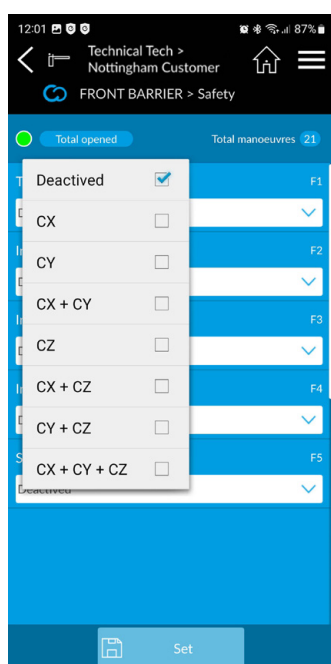 12:01 87%
Technical Tech >
Nottingham Customer
FRONT BARRIER > Safety
Total opened Total manoeuvres 21
Deactived
F1
CX
F2
CY
CX + CY
F3
CZ
CX + CZ
F4
CY + CZ
F5
CX + CY + CZ
Deactived
Set